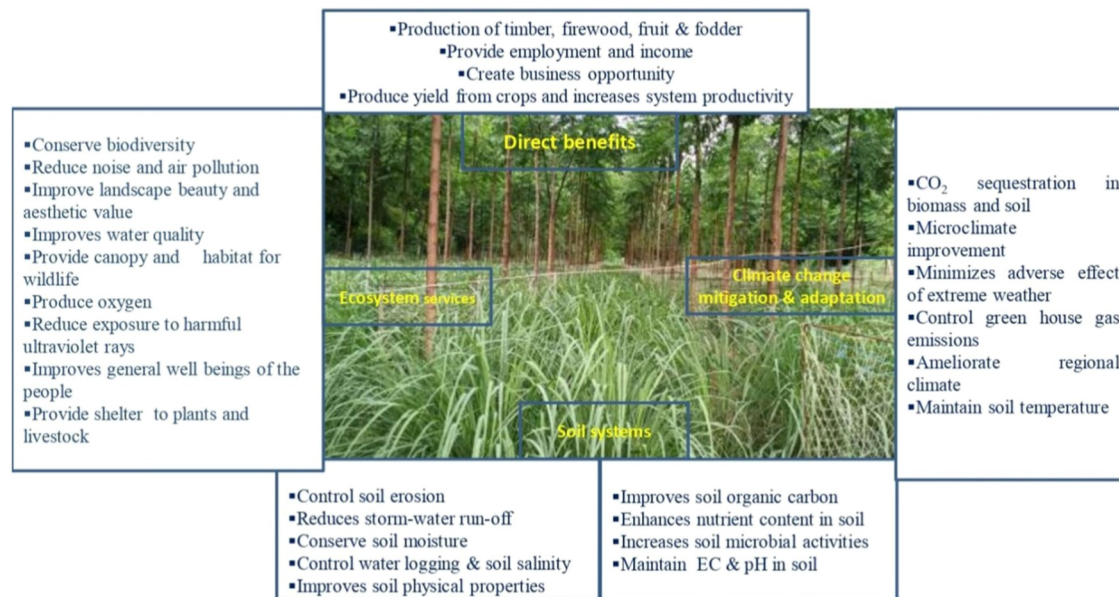 ▪Production of timber, firewood, fruit & fodder
▪Provide employment and income
▪Create business opportunity
▪Produce yield from crops and increases system productivity
Direct benefits
▪Conserve biodiversity
▪Reduce noise and air pollution
▪Improve landscape beauty and
aesthetic value
▪Improves water quality
▪Provide canopy and habitat for
wildlife
▪Produce oxygen
▪Reduce exposure to harmful
ultraviolet rays
▪Improves general well beings of the
people
▪Provide shelter to plants and
livestock
Ecosystem services
Climate change
mitigation & adaptation
▪CO₂ sequestration in
biomass and soil
▪Microclimate
improvement
▪Minimizes adverse effect
of extreme weather
▪Control green house gas
emissions
▪Ameliorate regional
climate
▪Maintain soil temperature
Soil systems
▪Control soil erosion
▪Reduces storm-water run-off
▪Conserve soil moisture
▪Control water logging & soil salinity
▪Improves soil physical properties
▪Improves soil organic carbon
▪Enhances nutrient content in soil
▪Increases soil microbial activities
▪Maintain EC & pH in soil